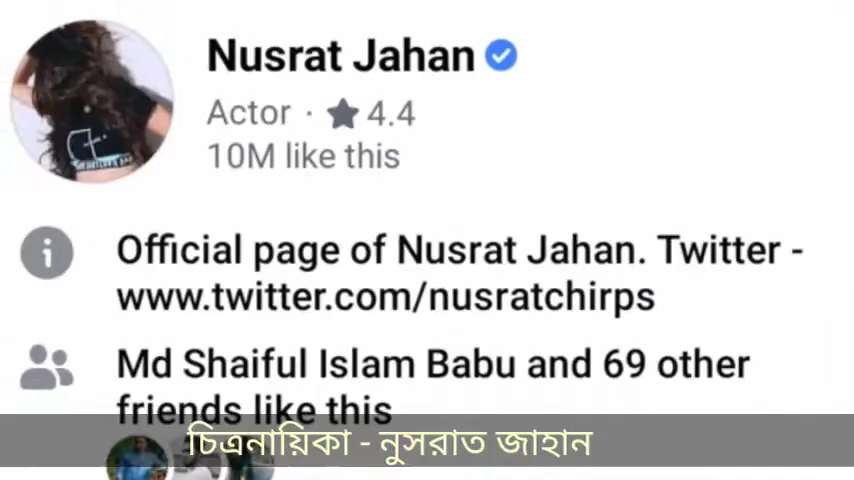 Nusrat Jahan
Actor · ★ 4.4
10M like this
Official page of Nusrat Jahan. Twitter -
www.twitter.com/nusratchirps
Md Shaiful Islam Babu and 69 other
friends like this
চিত্রনায়িকা - নুসরাত জাহান